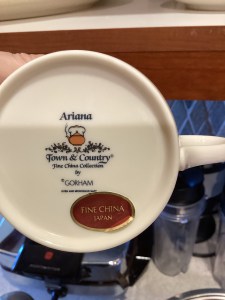 Ariana
Town & Country®
Fine China Collection
by
GORHAM
FINE CHINA
JAPAN